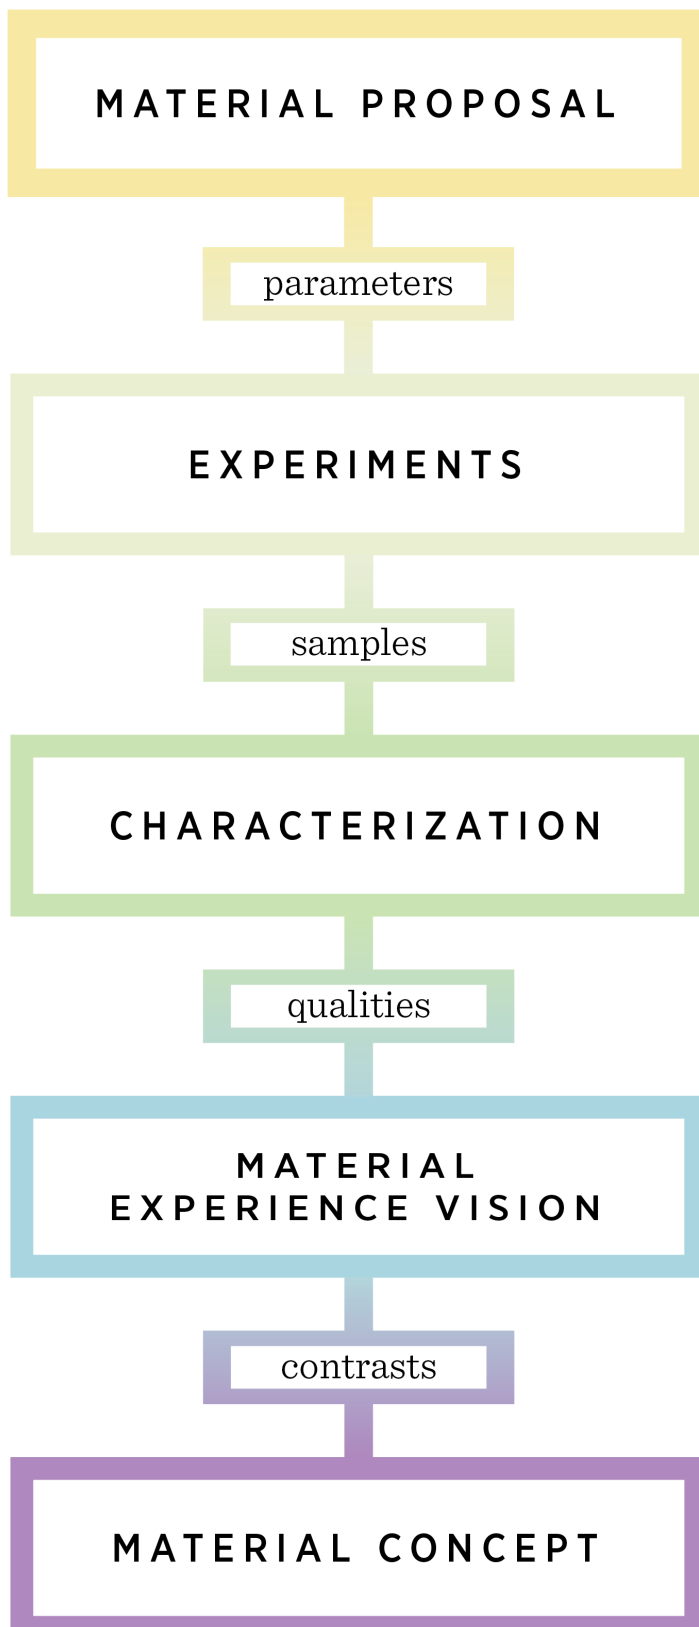 MATERIAL PROPOSAL
parameters
EXPERIMENTS
samples
CHARACTERIZATION
qualities
MATERIAL
EXPERIENCE VISION
contrasts
MATERIAL CONCEPT